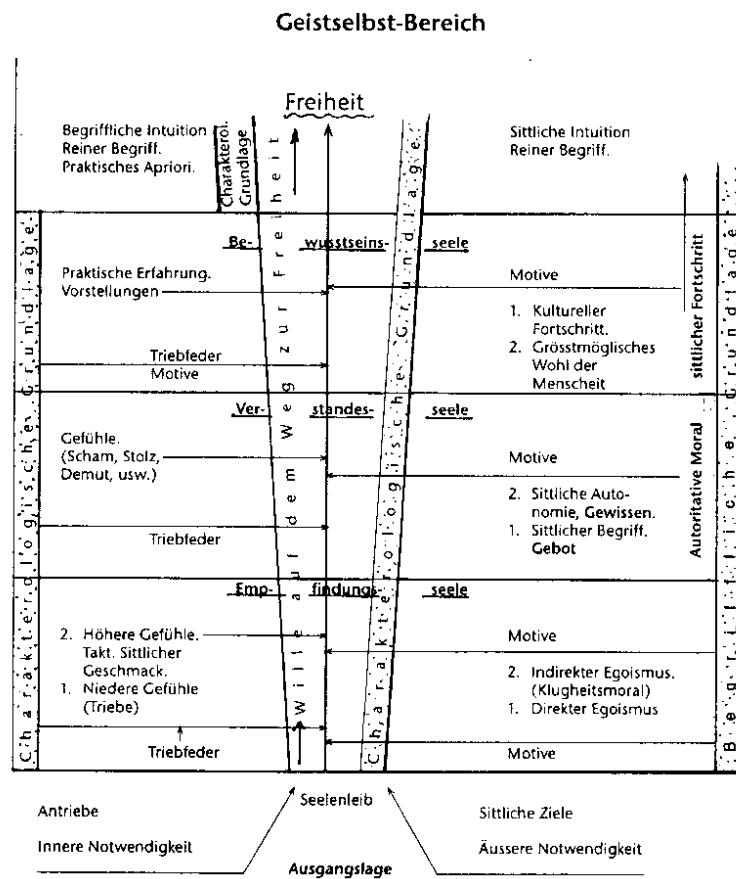 Geistselbst-Bereich
Freiheit
Begriffliche Intuition
Reiner Begriff.
Praktisches Apriori.
Charakterol.
Grundlage
Sittliche Intuition
Reiner Begriff.
Be- wusstseins- seele
Praktische Erfahrung.
Vorstellungen
Motive
1. Kultureller
Fortschritt.
2. Grösstmöglisches
Wohl der
Menscheit
Triebfeder
Motive
sittlicher Fortschritt
Ver- standes- seele
Gefühle.
(Scham, Stolz,
Demut, usw.)
Motive
2. Sittliche Auto-
nomie, Gewissen.
1. Sittlicher Begriff.
Gebot
Triebfeder
Autoritative Moral
Emp- findungs- seele
2. Höhere Gefühle.
Takt. Sittlicher
Geschmack.
1. Niedere Gefühle
(Triebe)
Motive
2. Indirekter Egoismus.
(Klugheitsmoral)
1. Direkter Egoismus
Triebfeder
Motive
Charakterologische Grundlage
Wille auf dem Weg zur Freiheit
Charakterologische Grundlage
Begriffliche Grundlage
Antriebe
Innere Notwendigkeit
Seelenleib
Ausgangslage
Sittliche Ziele
Äussere Notwendigkeit